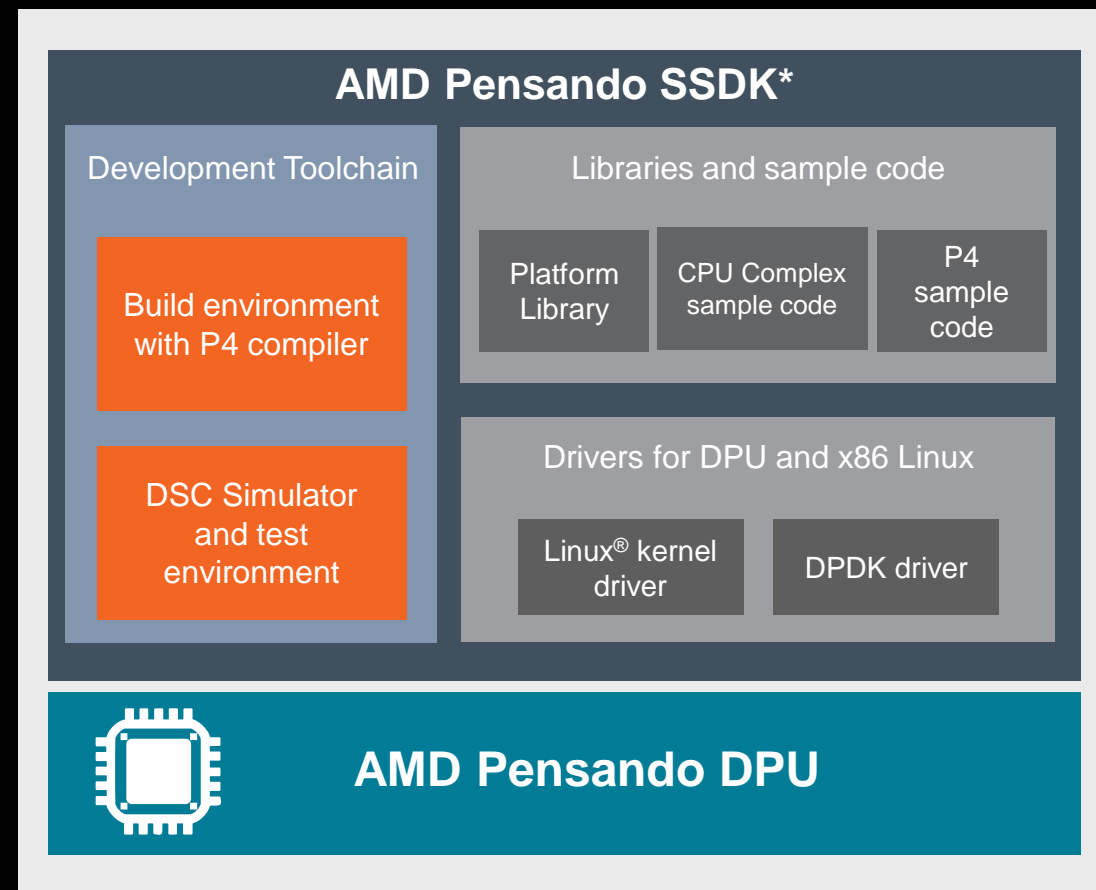 AMD Pensando SSDK*
Development Toolchain
Build environment
with P4 compiler
DSC Simulator
and test
environment
Libraries and sample code
Platform
Library
CPU Complex
sample code
P4
sample
code
Drivers for DPU and x86 Linux
Linux® kernel
driver
DPDK driver
AMD Pensando DPU